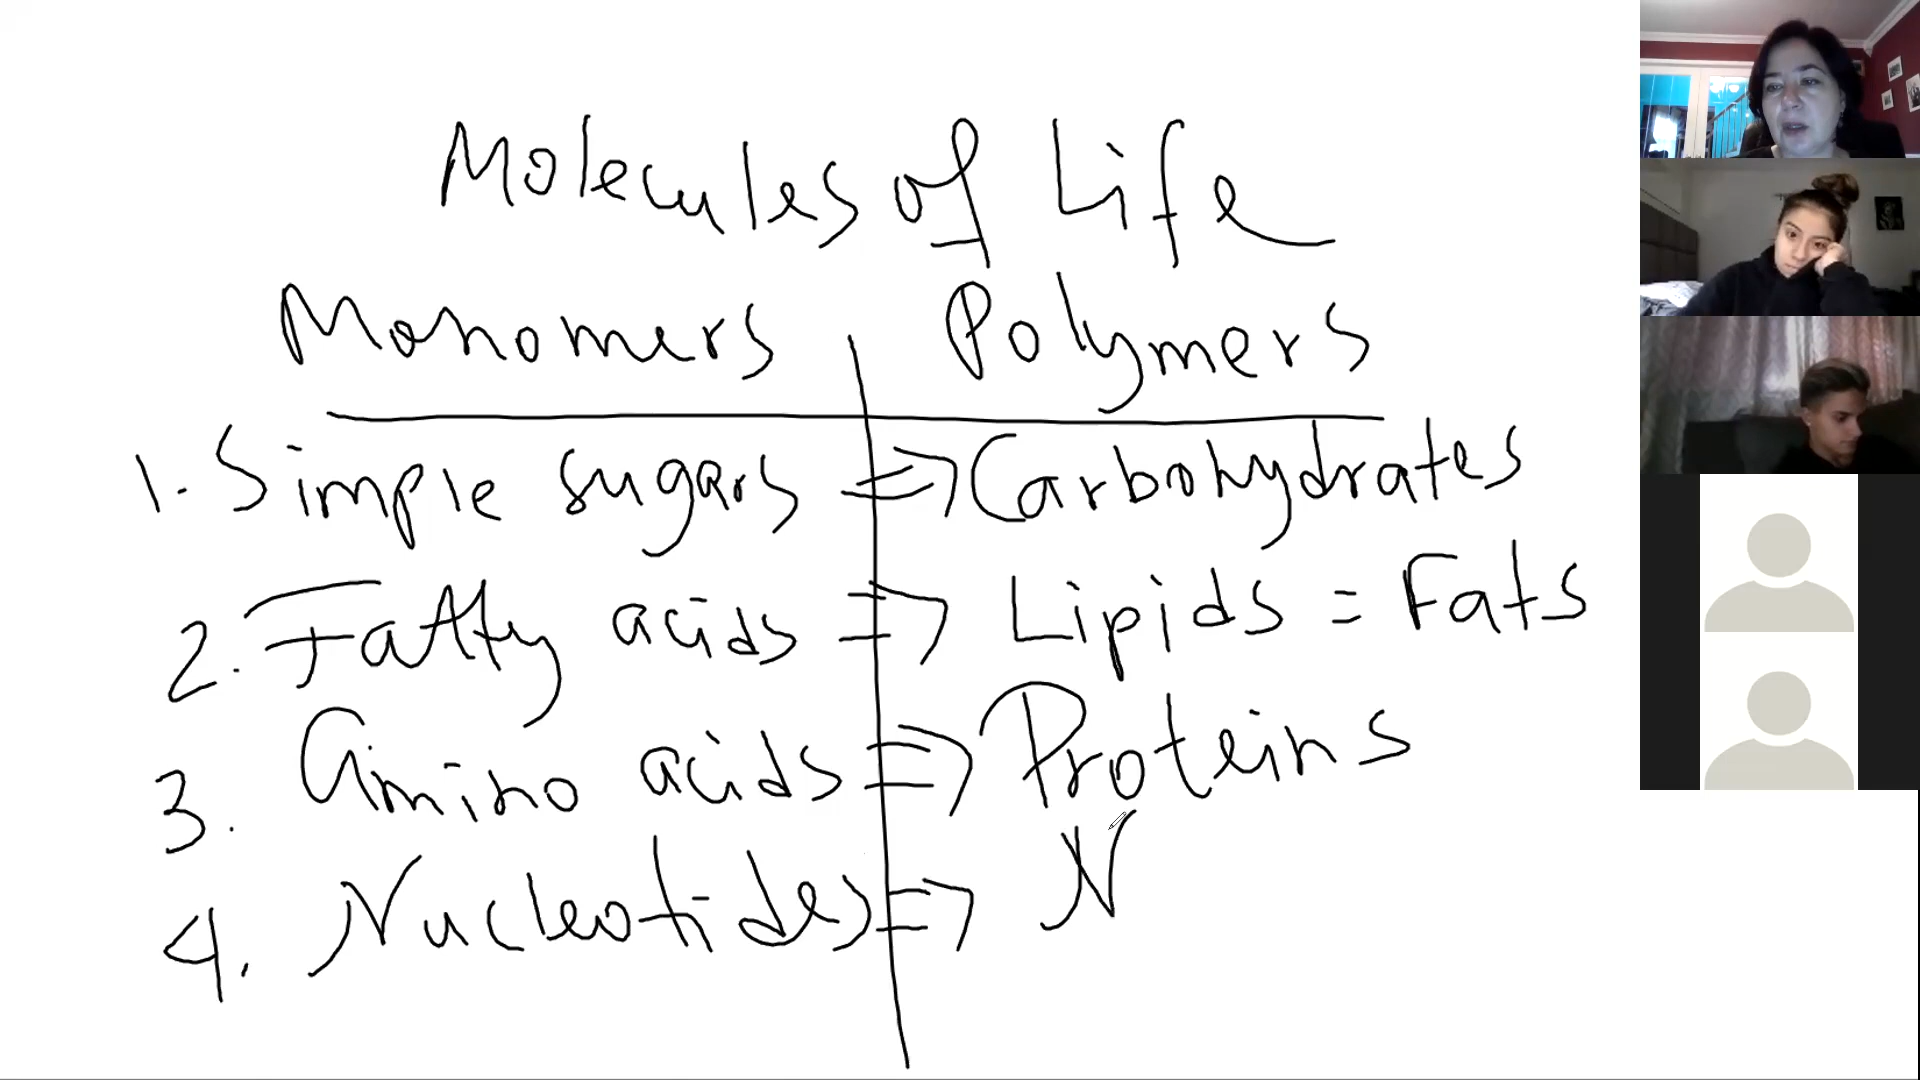 Molecules of Life
Monomers Polymers
1. Simple sugars => Carbohydrates
2. Fatty acids => Lipids = Fats
3. Amino acids => Proteins
4. Nucleotides => N